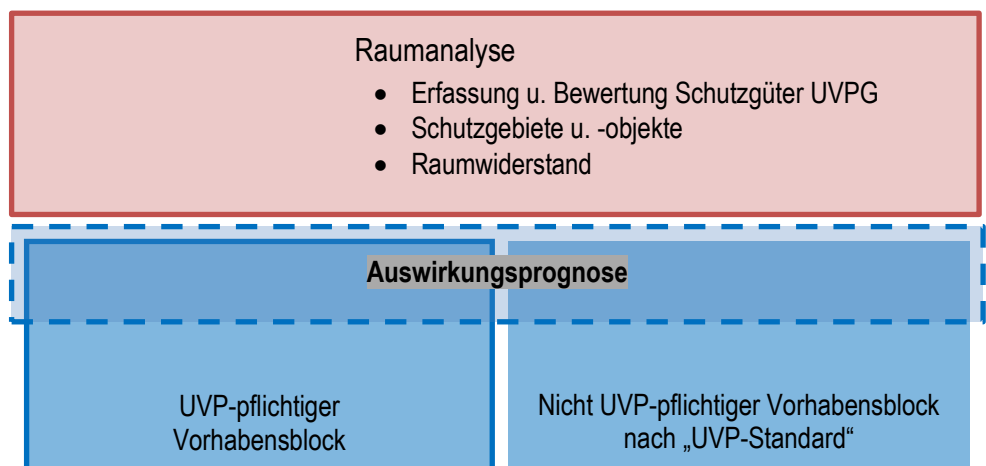 Raumanalyse
• Erfassung u. Bewertung Schutzgüter UVPG
• Schutzgebiete u. -objekte
• Raumwiderstand
Auswirkungsprognose
UVP-pflichtiger
Vorhabensblock
Nicht UVP-pflichtiger Vorhabensblock
nach „UVP-Standard“